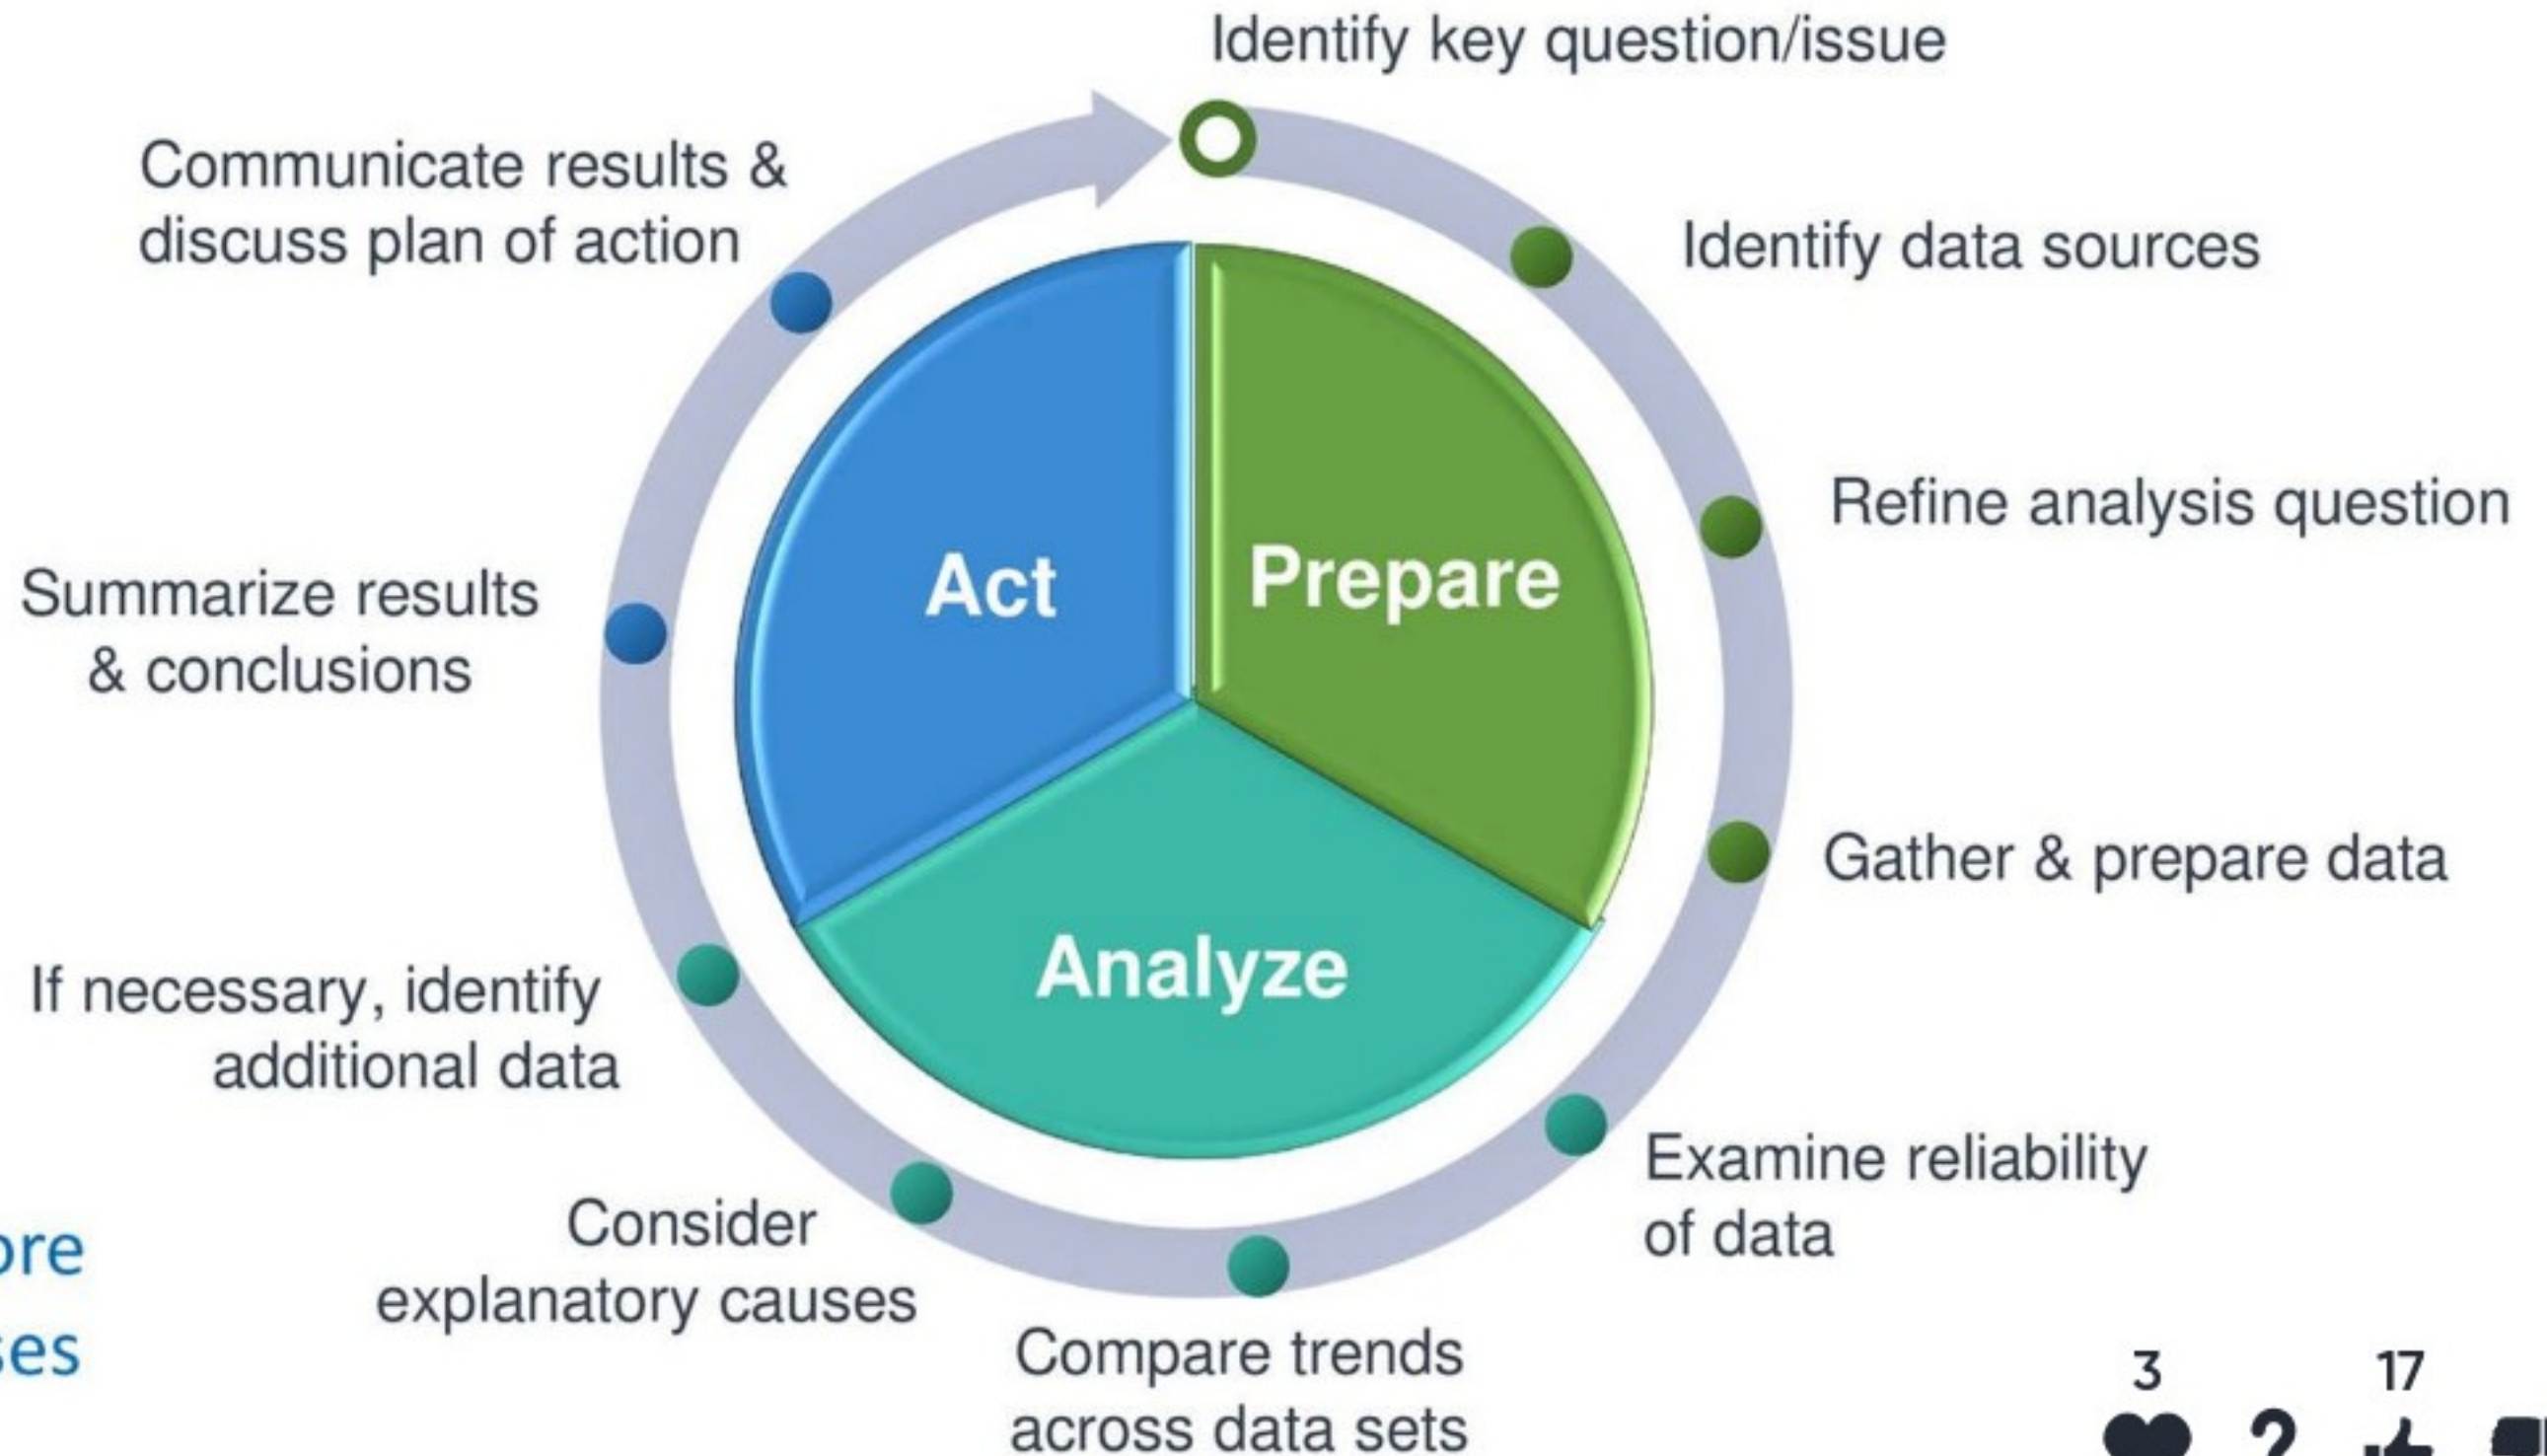 Identify key question/issue
Identify data sources
Refine analysis question
Gather & prepare data
Examine reliability
of data
Compare trends
across data sets
Consider
explanatory causes
If necessary, identify
additional data
Summarize results
& conclusions
Communicate results &
discuss plan of action
Act
Prepare
Analyze
3
17
?